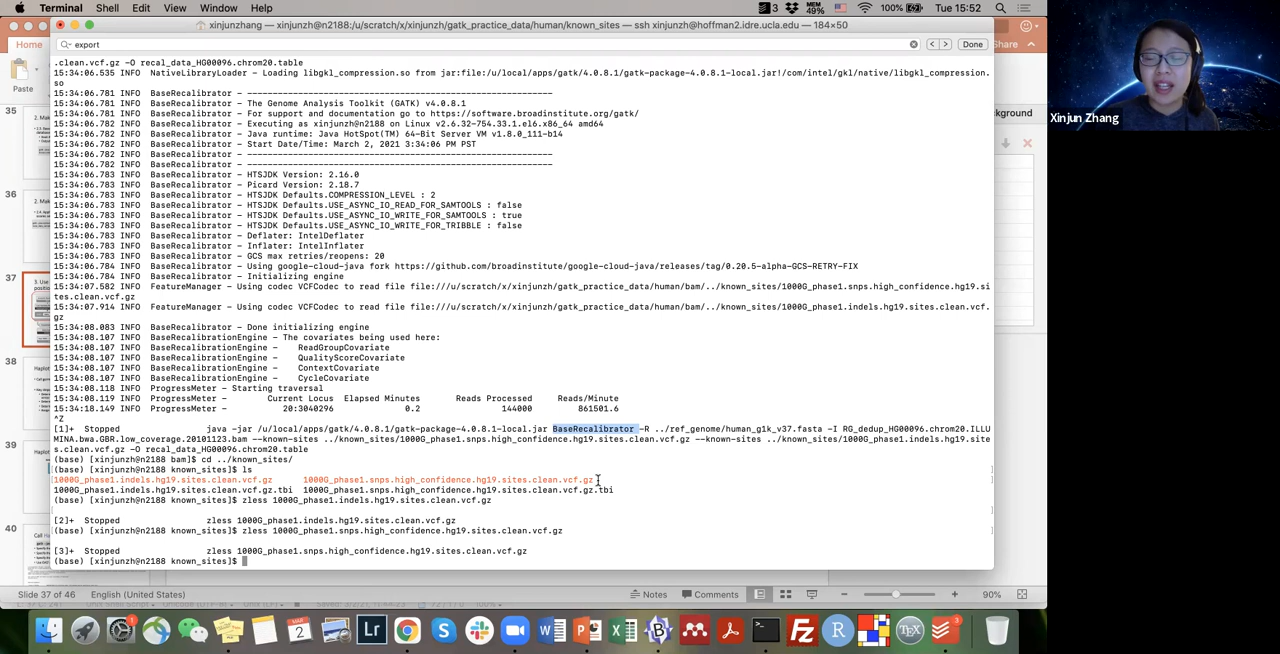 Terminal Shell Edit View Window Help
3 MEM 49% 100% Tue 15:52
xinjunzhang — xinjunzh@n2188:/u/scratch/x/xinjunzh/gatk_practice_data/human/known_sites — ssh xinjunzh@hoffman2.idre.ucla.edu — 184×50
export
Done
Home
Share
Paste
kground
Xinjun Zhang
.clean.vcf.gz -O recal_data_HG00096.chrom20.table
15:34:06.535 INFO  NativeLibraryLoader - Loading libgkl_compression.so from jar:file:/u/local/apps/gatk/4.0.8.1/gatk-package-4.0.8.1-local.jar!/com/intel/gkl/native/libgkl_compression.
so
15:34:06.781 INFO  BaseRecalibrator - ------------------------------------------------------------
15:34:06.781 INFO  BaseRecalibrator - The Genome Analysis Toolkit (GATK) v4.0.8.1
15:34:06.781 INFO  BaseRecalibrator - For support and documentation go to https://software.broadinstitute.org/gatk/
15:34:06.782 INFO  BaseRecalibrator - Executing as xinjunzh@n2188 on Linux v2.6.32-754.33.1.el6.x86_64 amd64
15:34:06.782 INFO  BaseRecalibrator - Java runtime: Java HotSpot(TM) 64-Bit Server VM v1.8.0_111-b14
15:34:06.782 INFO  BaseRecalibrator - Start Date/Time: March 2, 2021 3:34:06 PM PST
15:34:06.782 INFO  BaseRecalibrator - ------------------------------------------------------------
15:34:06.782 INFO  BaseRecalibrator - ------------------------------------------------------------
15:34:06.783 INFO  BaseRecalibrator - HTSJDK Version: 2.16.0
15:34:06.783 INFO  BaseRecalibrator - Picard Version: 2.18.7
15:34:06.783 INFO  BaseRecalibrator - HTSJDK Defaults.COMPRESSION_LEVEL : 2
15:34:06.783 INFO  BaseRecalibrator - HTSJDK Defaults.USE_ASYNC_IO_READ_FOR_SAMTOOLS : false
15:34:06.783 INFO  BaseRecalibrator - HTSJDK Defaults.USE_ASYNC_IO_WRITE_FOR_SAMTOOLS : true
15:34:06.783 INFO  BaseRecalibrator - HTSJDK Defaults.USE_ASYNC_IO_WRITE_FOR_TRIBBLE : false
15:34:06.783 INFO  BaseRecalibrator - Deflater: IntelDeflater
15:34:06.783 INFO  BaseRecalibrator - Inflater: IntelInflater
15:34:06.783 INFO  BaseRecalibrator - GCS max retries/reopens: 20
15:34:06.784 INFO  BaseRecalibrator - Using google-cloud-java fork https://github.com/broadinstitute/google-cloud-java/releases/tag/0.20.5-alpha-GCS-RETRY-FIX
15:34:06.784 INFO  BaseRecalibrator - Initializing engine
15:34:07.582 INFO  FeatureManager - Using codec VCFCodec to read file file:///u/scratch/x/xinjunzh/gatk_practice_data/human/bam/../known_sites/1000G_phase1.snps.high_confidence.hg19.si
tes.clean.vcf.gz
15:34:07.914 INFO  FeatureManager - Using codec VCFCodec to read file file:///u/scratch/x/xinjunzh/gatk_practice_data/human/bam/../known_sites/1000G_phase1.indels.hg19.sites.clean.vcf.
gz
15:34:08.083 INFO  BaseRecalibrator - Done initializing engine
15:34:08.107 INFO  BaseRecalibrationEngine - The covariates being used here:
15:34:08.107 INFO  BaseRecalibrationEngine -     ReadGroupCovariate
15:34:08.107 INFO  BaseRecalibrationEngine -     QualityScoreCovariate
15:34:08.107 INFO  BaseRecalibrationEngine -     ContextCovariate
15:34:08.107 INFO  BaseRecalibrationEngine -     CycleCovariate
15:34:08.118 INFO  ProgressMeter - Starting traversal
15:34:08.119 INFO  ProgressMeter -        Current Locus  Elapsed Minutes       Reads Processed     Reads/Minute
15:34:18.149 INFO  ProgressMeter -           20:3040296              0.2                144000         861501.6
^Z
[1]+  Stopped                 java -jar /u/local/apps/gatk/4.0.8.1/gatk-package-4.0.8.1-local.jar BaseRecalibrator -R ../ref_genome/human_g1k_v37.fasta -I RG_dedup_HG00096.chrom20.ILLU
MINA.bwa.GBR.low_coverage.20101123.bam --known-sites ../known_sites/1000G_phase1.snps.high_confidence.hg19.sites.clean.vcf.gz --known-sites ../known_sites/1000G_phase1.indels.hg19.site
s.clean.vcf.gz -O recal_data_HG00096.chrom20.table
(base) [xinjunzh@n2188 bam]$ cd ../known_sites/
(base) [xinjunzh@n2188 known_sites]$ ls
1000G_phase1.indels.hg19.sites.clean.vcf.gz      1000G_phase1.snps.high_confidence.hg19.sites.clean.vcf.gz
1000G_phase1.indels.hg19.sites.clean.vcf.gz.tbi  1000G_phase1.snps.high_confidence.hg19.sites.clean.vcf.gz.tbi
(base) [xinjunzh@n2188 known_sites]$ zless 1000G_phase1.indels.hg19.sites.clean.vcf.gz
[2]+  Stopped                 zless 1000G_phase1.indels.hg19.sites.clean.vcf.gz
(base) [xinjunzh@n2188 known_sites]$ zless 1000G_phase1.snps.high_confidence.hg19.sites.clean.vcf.gz
[3]+  Stopped                 zless 1000G_phase1.snps.high_confidence.hg19.sites.clean.vcf.gz
(base) [xinjunzh@n2188 known_sites]$
35
36
37
38
39
40
Slide 37 of 46 English (United States) Notes Comments 90%